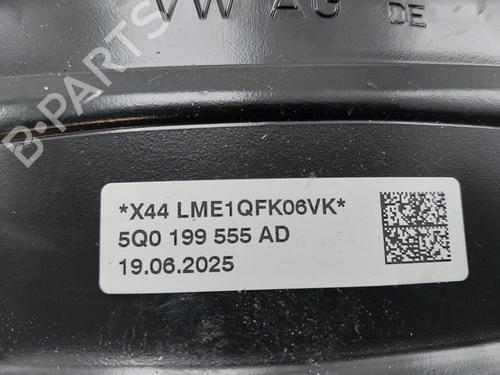 VW AG
DE
B-PARTS
*X44 LME1QFK06VK*
5Q0 199 555 AD
19.06.2025